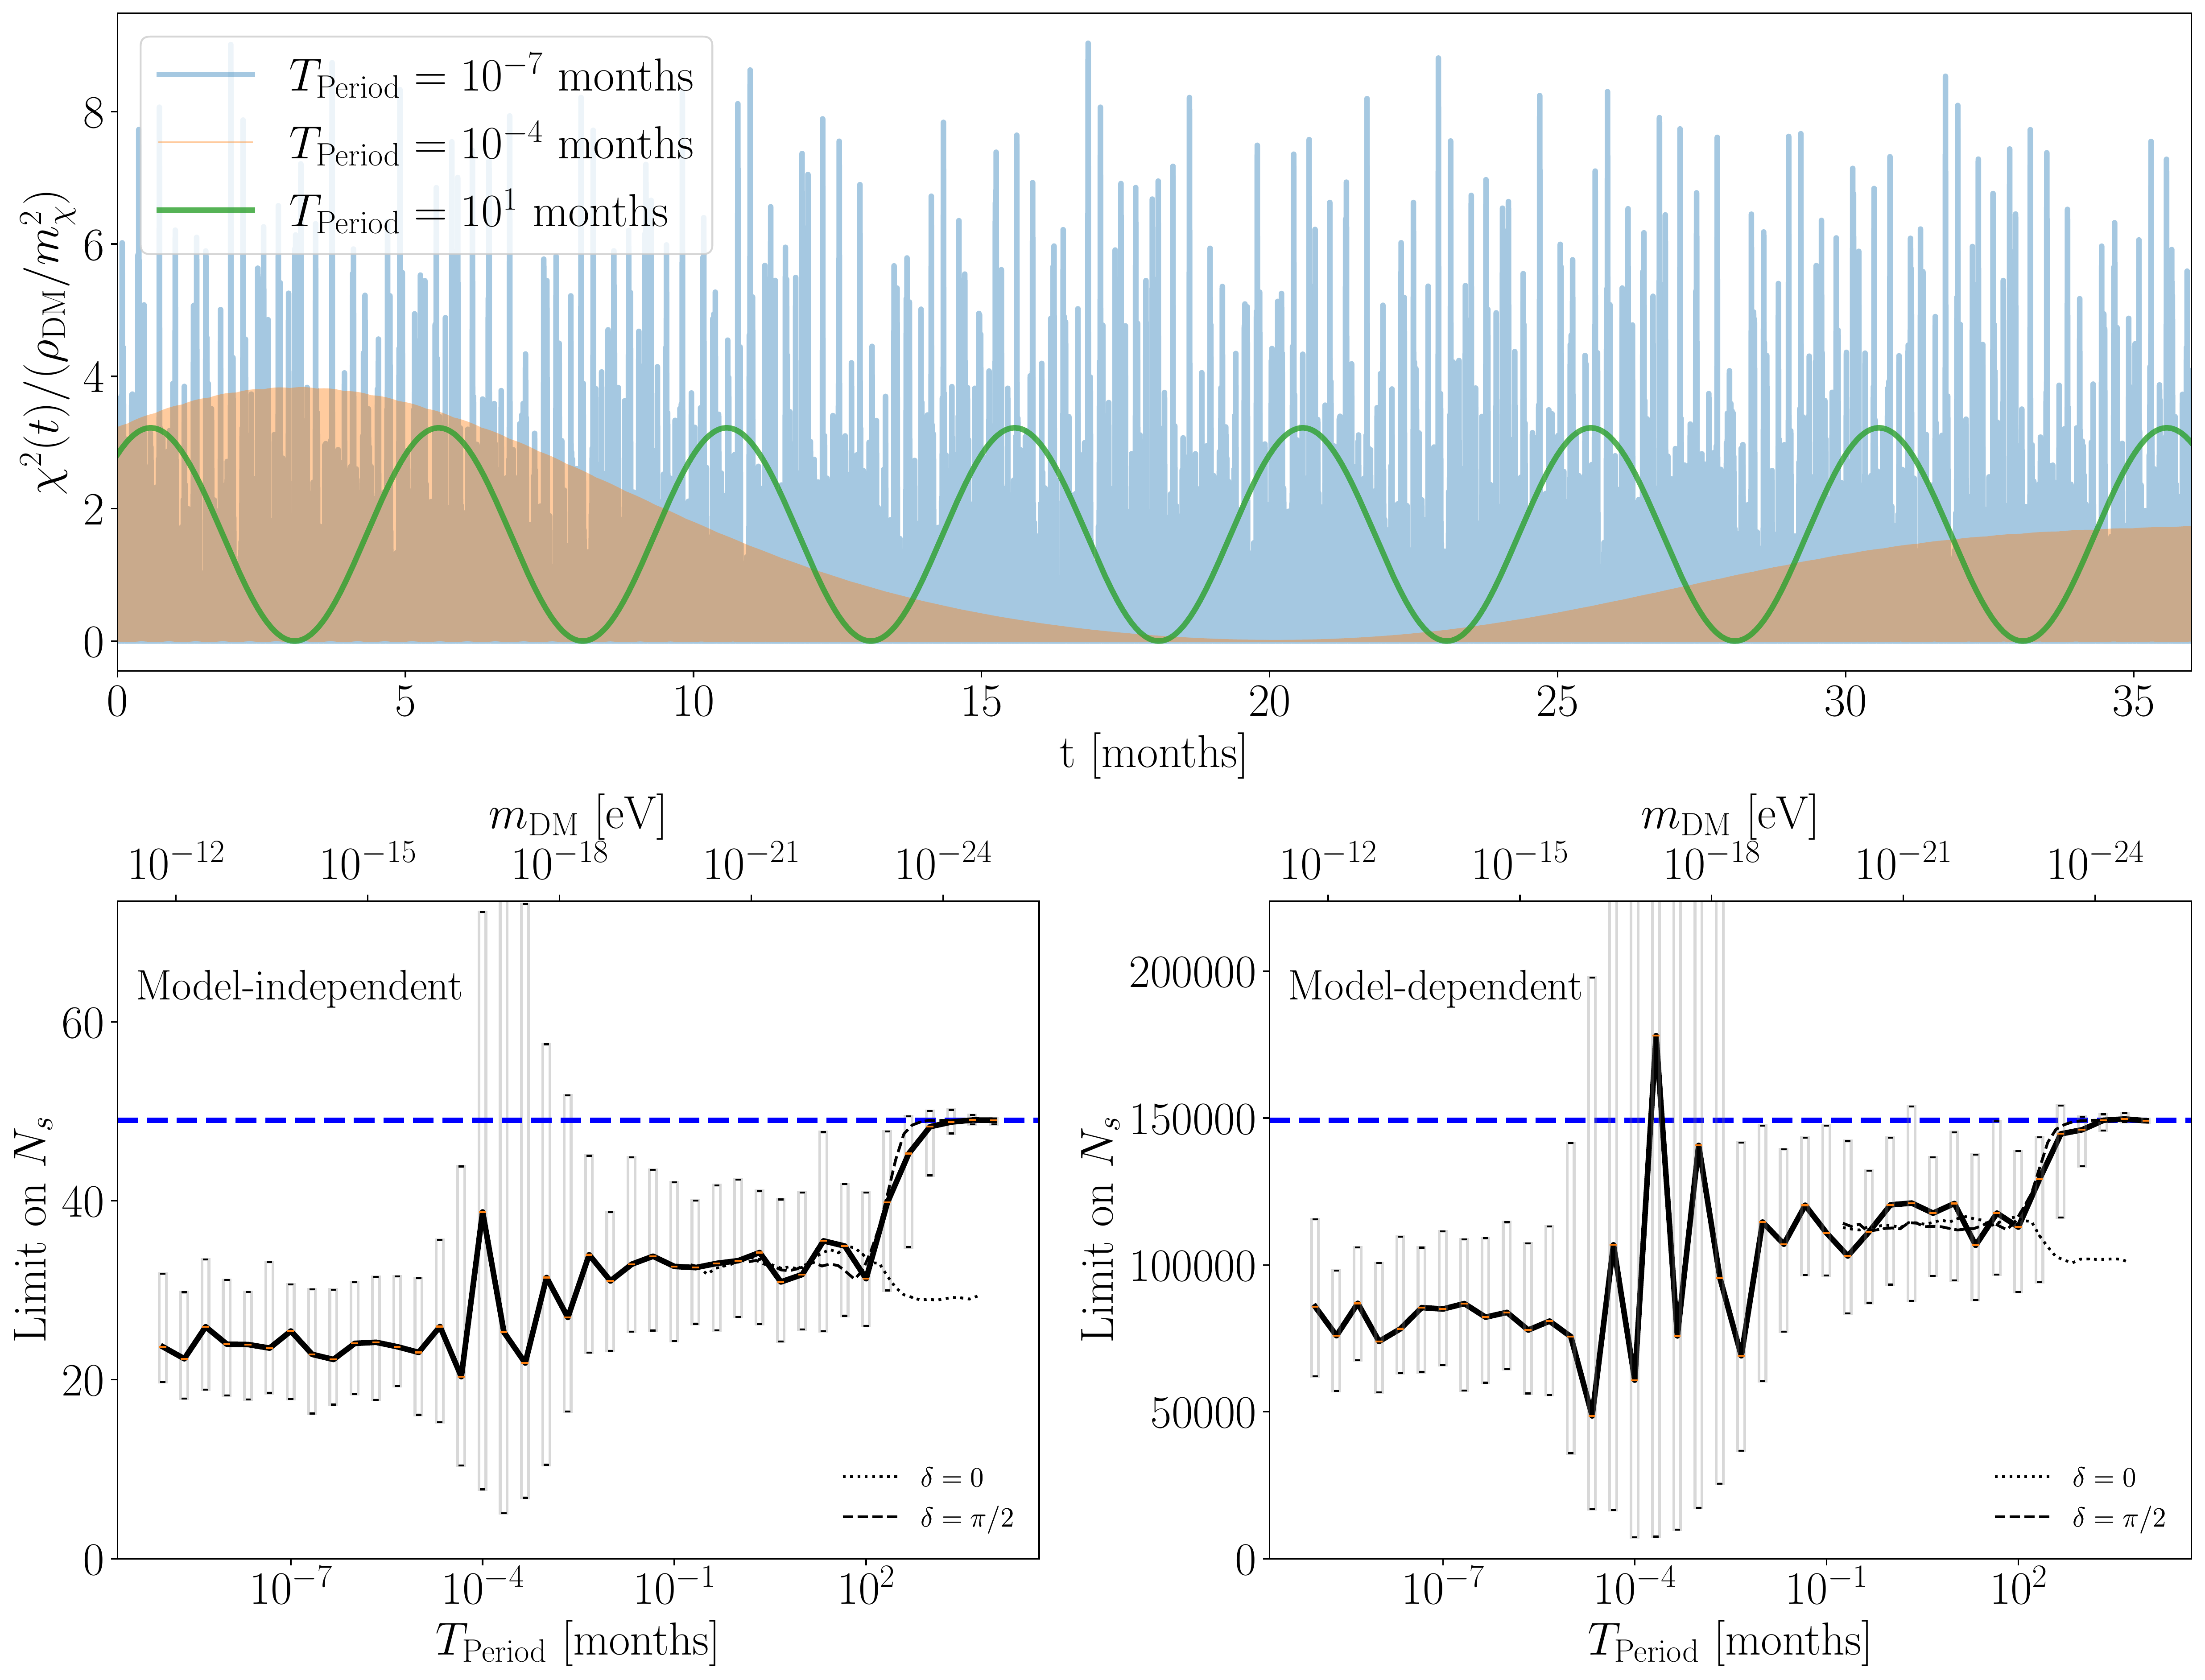 T_Period = 10^−7 months
T_Period = 10^−4 months
T_Period = 10^1 months
χ^2(t)/(ρ_DM/m_χ^2)
8
6
4
2
0
0 5 10 15 20 25 30 35
t [months]
m_DM [eV]
10^−12 10^−15 10^−18 10^−21 10^−24
Model-independent
Limit on N_s
60
40
20
0
δ = 0
δ = π/2
10^−7 10^−4 10^−1 10^2
T_Period [months]
m_DM [eV]
10^−12 10^−15 10^−18 10^−21 10^−24
Model-dependent
Limit on N_s
200000
150000
100000
50000
0
δ = 0
δ = π/2
10^−7 10^−4 10^−1 10^2
T_Period [months]